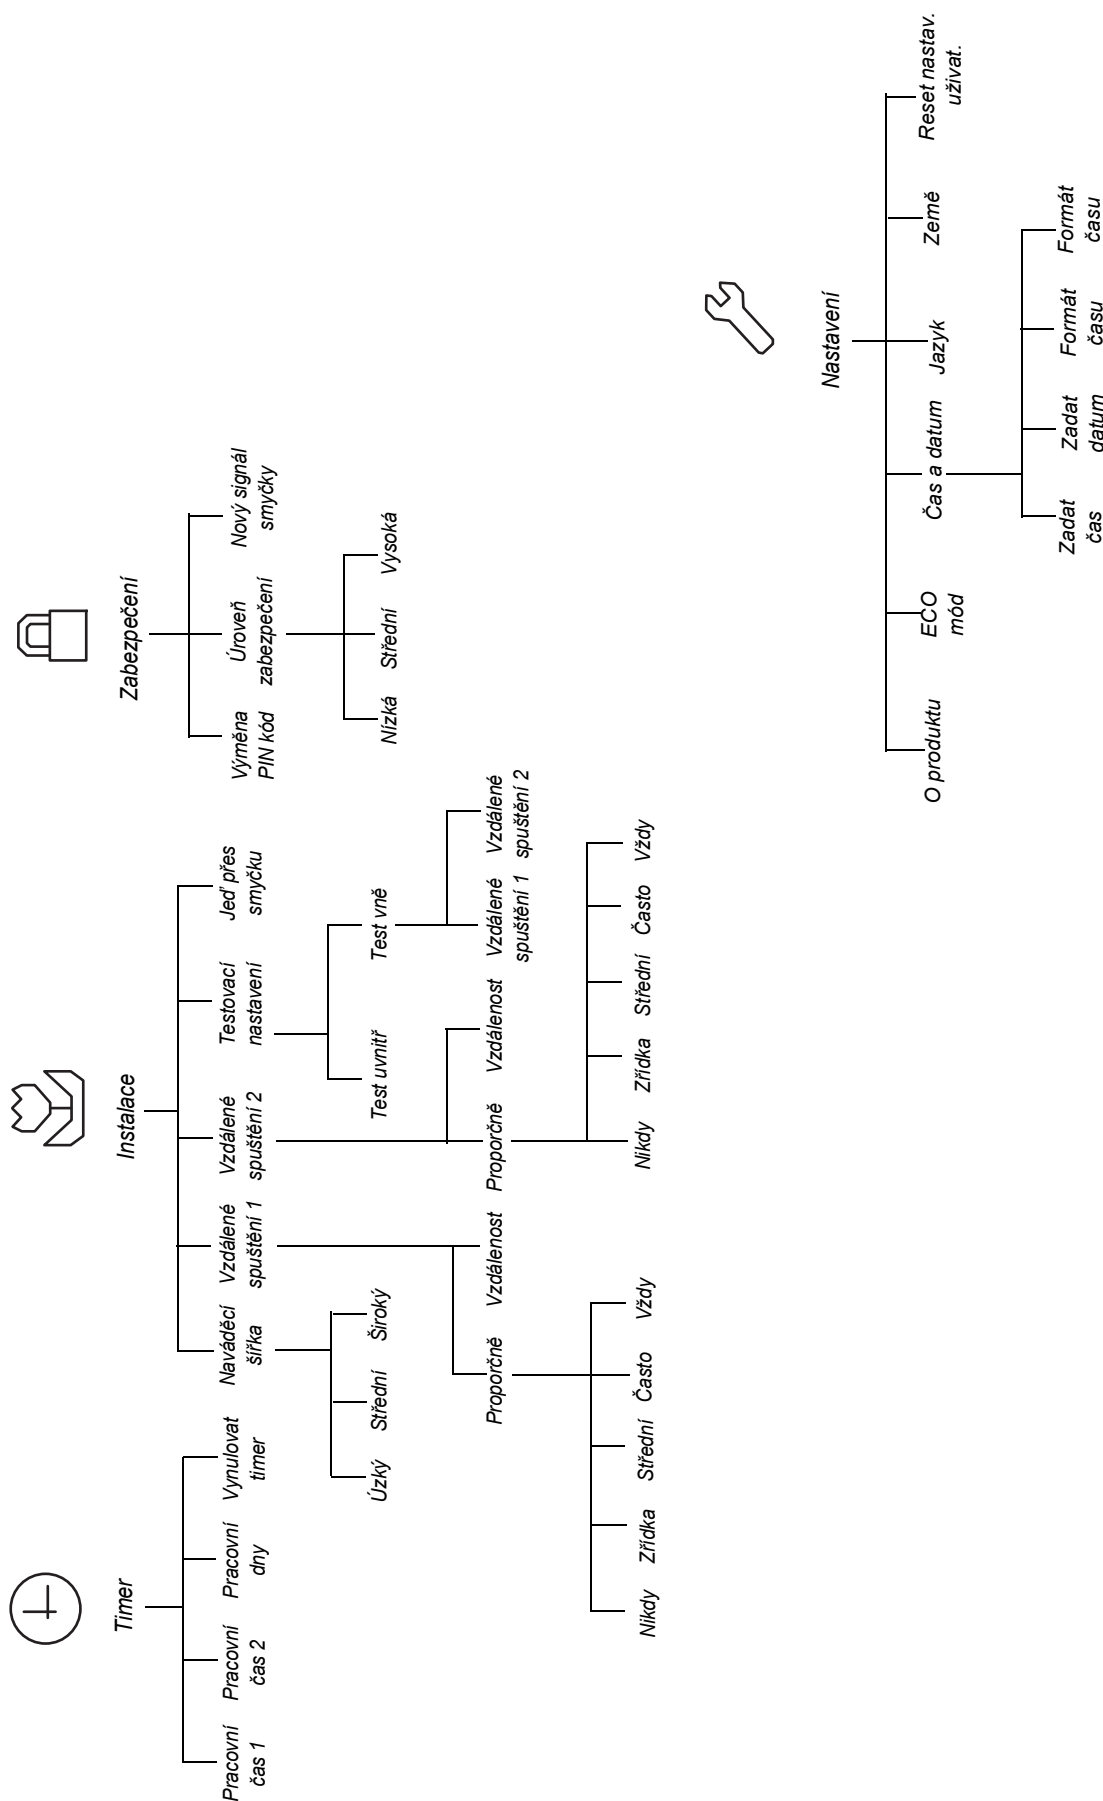 Timer
Pracovní
čas 1
Pracovní
čas 2
Pracovní
dny
Vynulovat
timer
Instalace
Naváděcí
šířka
Vzdálené
spuštění 1
Vzdálené
spuštění 2
Testovací
nastavení
Jeď přes
smyčku
Úzký
Střední
Široký
Test uvnitř
Test vně
Proporčně
Vzdálenost
Proporčně
Vzdálenost
Vzdálené
spuštění 1
Vzdálené
spuštění 2
Nikdy
Zřídka
Střední
Často
Vždy
Nikdy
Zřídka
Střední
Často
Vždy
Zabezpečení
Výměna
PIN kód
Úroveň
zabezpečení
Nový signál
smyčky
Nízká
Střední
Vysoká
Nastavení
O produktu
ECO
mód
Čas a datum
Jazyk
Země
Reset nastav.
uživat.
Zadat
čas
Zadat
datum
Formát
času
Formát
času